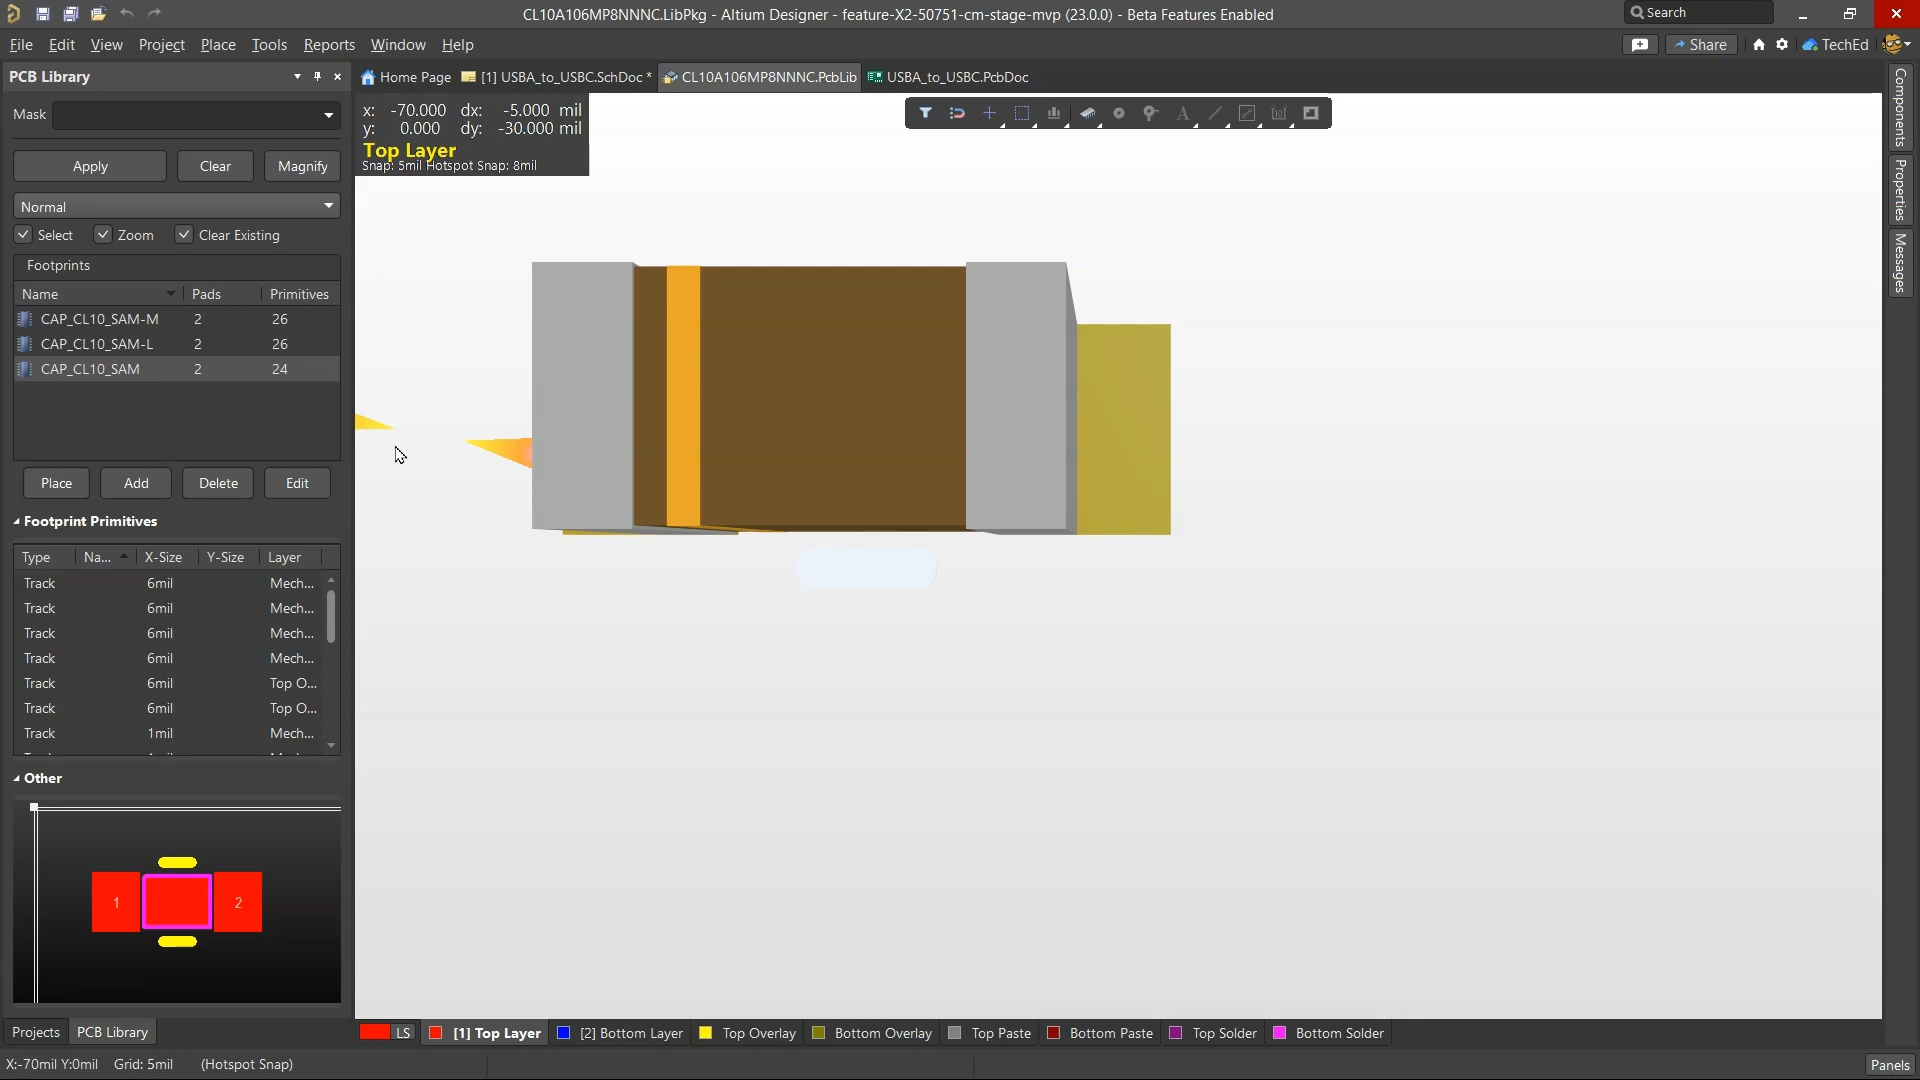 CL10A106MP8NNNC.LibPkg - Altium Designer - feature-X2-50751-cm-stage-mvp (23.0.0) - Beta Features Enabled
Search
File Edit View Project Place Tools Reports Window Help
Share TechEd
PCB Library
Home Page [1] USBA_to_USBC.SchDoc * CL10A106MP8NNNC.PcbLib USBA_to_USBC.PcbDoc
Mask
x: -70.000 dx: -5.000 mil
y: 0.000 dy: -30.000 mil
Top Layer
Snap: 5mil Hotspot Snap: 8mil
Apply Clear Magnify
Normal
Select Zoom Clear Existing
Footprints
Name Pads Primitives
CAP_CL10_SAM-M 2 26
CAP_CL10_SAM-L 2 26
CAP_CL10_SAM 2 24
Place Add Delete Edit
Footprint Primitives
Type Na... X-Size Y-Size Layer
Track 6mil Mech...
Track 6mil Mech...
Track 6mil Mech...
Track 6mil Mech...
Track 6mil Top O...
Track 6mil Top O...
Track 1mil Mech...
Other
1 2
Components
Properties
Messages
Projects PCB Library
LS [1] Top Layer [2] Bottom Layer Top Overlay Bottom Overlay Top Paste Bottom Paste Top Solder Bottom Solder
X:-70mil Y:0mil Grid: 5mil (Hotspot Snap)
Panels